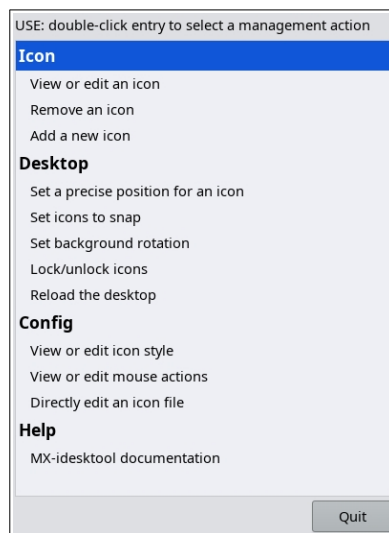 USE: double-click entry to select a management action
Icon
View or edit an icon
Remove an icon
Add a new icon
Desktop
Set a precise position for an icon
Set icons to snap
Set background rotation
Lock/unlock icons
Reload the desktop
Config
View or edit icon style
View or edit mouse actions
Directly edit an icon file
Help
MX-idesktool documentation
Quit